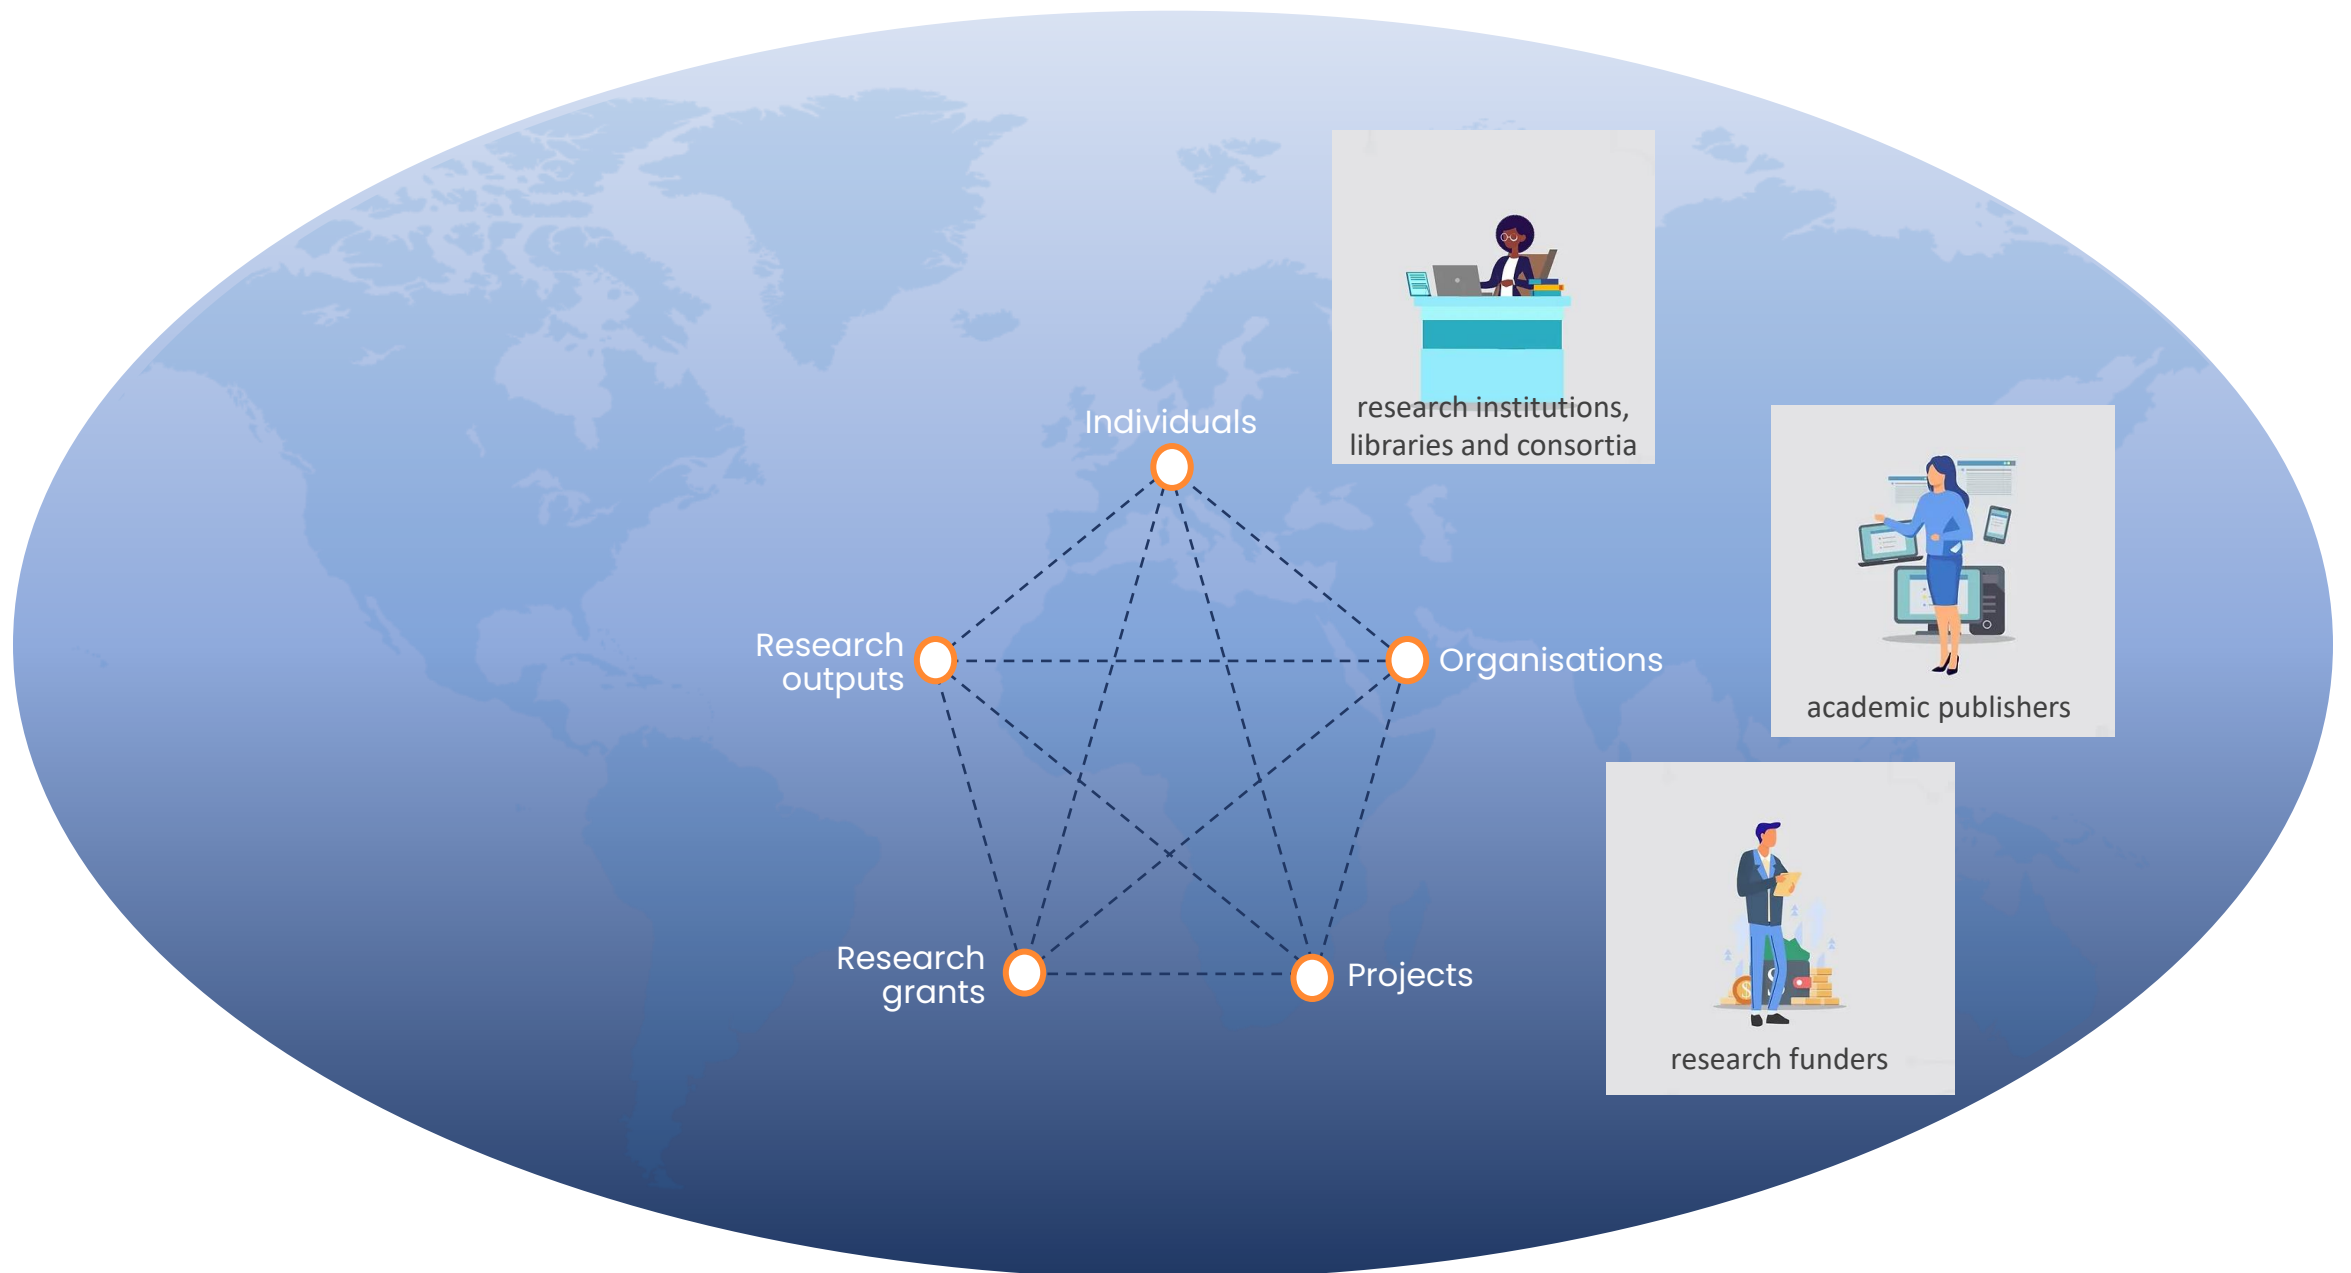 research institutions,
libraries and consortia
Individuals
Research
outputs
Organisations
academic publishers
Research
grants
Projects
research funders